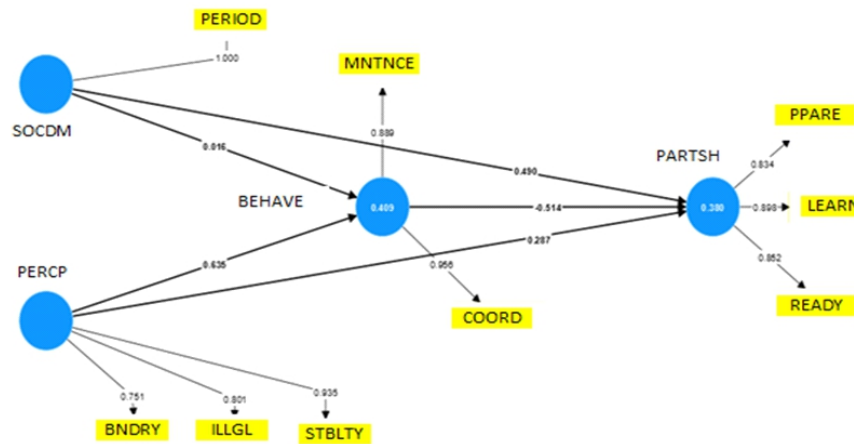 PERIOD
1.000
SOCDM
MNTNCE
0.889
PPARE
0.834
PARTSH
0.490
0.016
BEHAVE
0.409
-0.514
0.380
0.898
LEARN
0.287
0.635
PERCP
0.956
0.852
COORD
READY
0.751
0.801
0.935
BNDRY
ILLGL
STBLTY